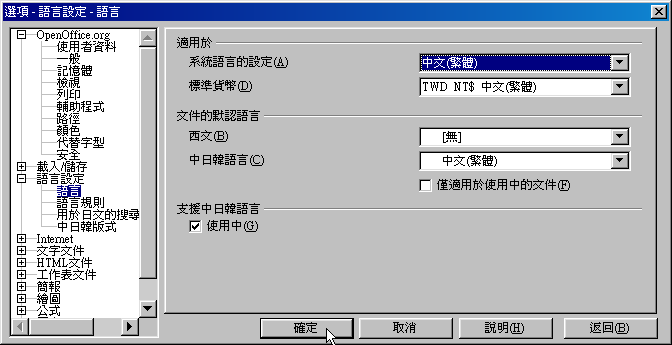 選項 - 語言設定 - 語言
OpenOffice.org
使用者資料
一般
記憶體
檢視
列印
輔助程式
路徑
顏色
代替字型
安全
載入/儲存
語言設定
語言
語言規則
用於日文的搜尋
中日韓版式
Internet
文字文件
HTML文件
工作表文件
簡報
繪圖
公式
適用於
系統語言的設定(A) 中文(繁體)
標準貨幣(D) TWD NT$ 中文(繁體)
文件的默認語言
西文(B) [無]
中日韓語言(C) 中文(繁體)
僅適用於使用中的文件(F)
支援中日韓語言
使用中(G)
確定 取消 說明(H) 返回(B)